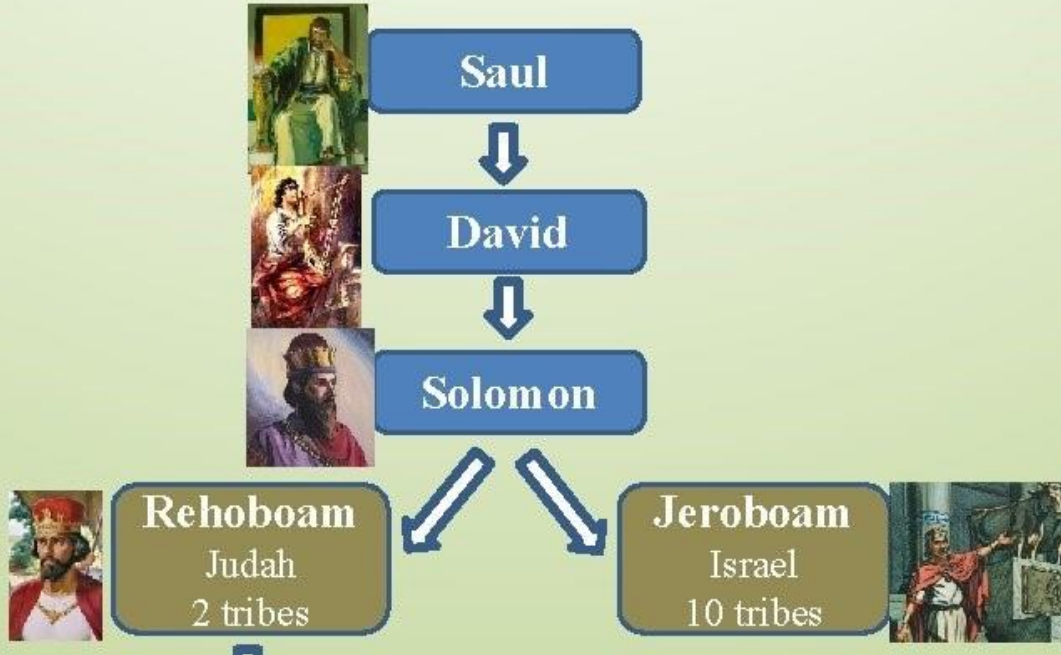 Saul
David
Solomon
Rehoboam
Judah
2 tribes
Jeroboam
Israel
10 tribes